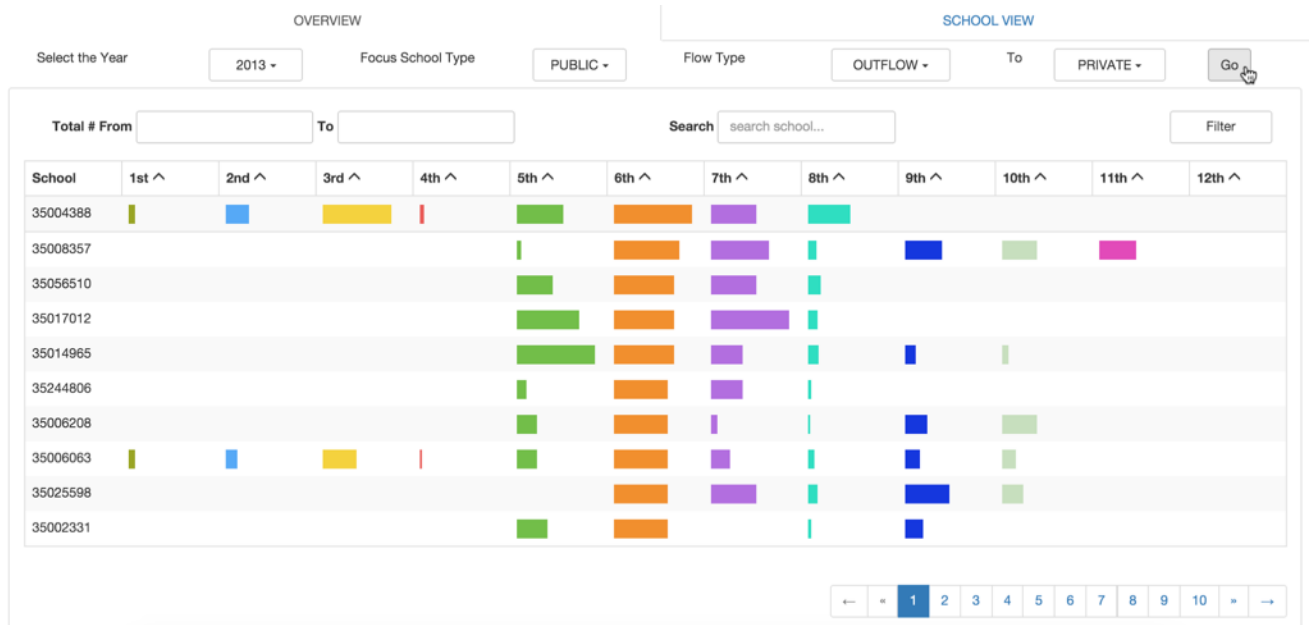 OVERVIEW SCHOOL VIEW
Select the Year 2013 Focus School Type PUBLIC Flow Type OUTFLOW To PRIVATE Go
Total # From To Search search school... Filter
School 1st 2nd 3rd 4th 5th 6th 7th 8th 9th 10th 11th 12th
35004388
35008357
35056510
35017012
35014965
35244806
35006208
35006063
35025598
35002331
← « 1 2 3 4 5 6 7 8 9 10 » →